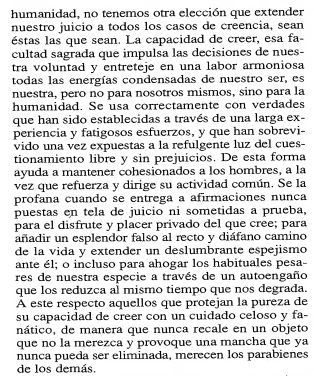 humanidad, no tenemos otra elección que extender
nuestro juicio a todos los casos de creencia, sean
éstas las que sean. La capacidad de creer, esa fa-
cultad sagrada que impulsa las decisiones de nues-
tra voluntad y entreteje en una labor armoniosa
todas las energías condensadas de nuestro ser, es
nuestra, pero no para nosotros mismos, sino para la
humanidad. Se usa correctamente con verdades
que han sido establecidas a través de una larga ex-
periencia y fatigosos esfuerzos, y que han sobrevi-
vido una vez expuestas a la refulgente luz del cues-
tionamiento libre y sin prejuicios. De esta forma
ayuda a mantener cohesionados a los hombres, a la
vez que refuerza y dirige su actividad común. Se la
profana cuando se entrega a afirmaciones nunca
puestas en tela de juicio ni sometidas a prueba,
para el disfrute y placer privado del que cree; para
añadir un esplendor falso al recto y diáfano camino
de la vida y extender un deslumbrante espejismo
ante él; o incluso para ahogar los habituales pesa-
res de nuestra especie a través de un autoengaño
que los reduzca al mismo tiempo que nos degrada.
A este respecto aquellos que protejan la pureza de
su capacidad de creer con un cuidado celoso y fa-
nático, de manera que nunca recale en un objeto
que no la merezca y provoque una mancha que ya
nunca pueda ser eliminada, merecen los parabienes
de los demás.